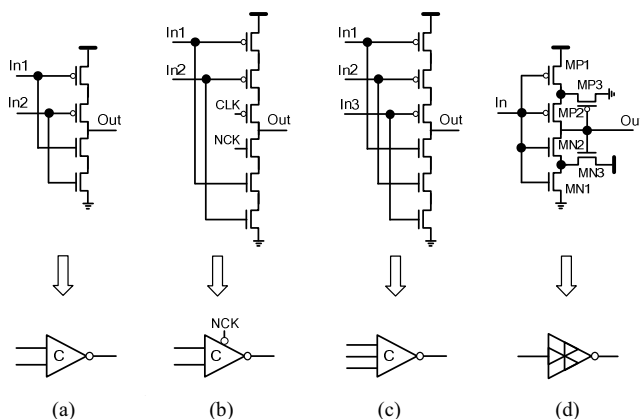 In1
In2
Out
C
(a)
In1
In2
CLK
NCK
Out
NCK
C
(b)
In1
In2
In3
Out
C
(c)
In
MP1
MP3
MP2
Ou
MN2
MN3
MN1
(d)